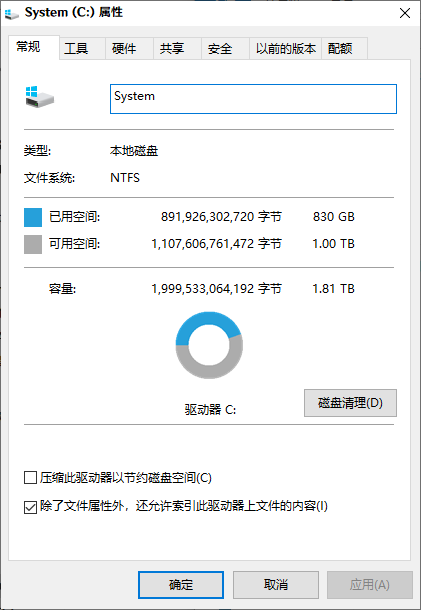 System (C:) 属性
常规 工具 硬件 共享 安全 以前的版本 配额
System
类型: 本地磁盘
文件系统: NTFS
已用空间: 891,926,302,720 字节 830 GB
可用空间: 1,107,606,761,472 字节 1.00 TB
容量: 1,999,533,064,192 字节 1.81 TB
驱动器 C:
磁盘清理(D)
压缩此驱动器以节约磁盘空间(C)
除了文件属性外，还允许索引此驱动器上文件的内容(I)
确定 取消 应用(A)